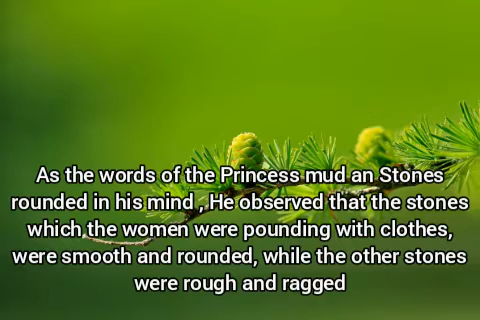 As the words of the Princess mud an Stones
rounded in his mind , He observed that the stones
which,the women were pounding with clothes,
were smooth and rounded, while the other stones
were rough and ragged